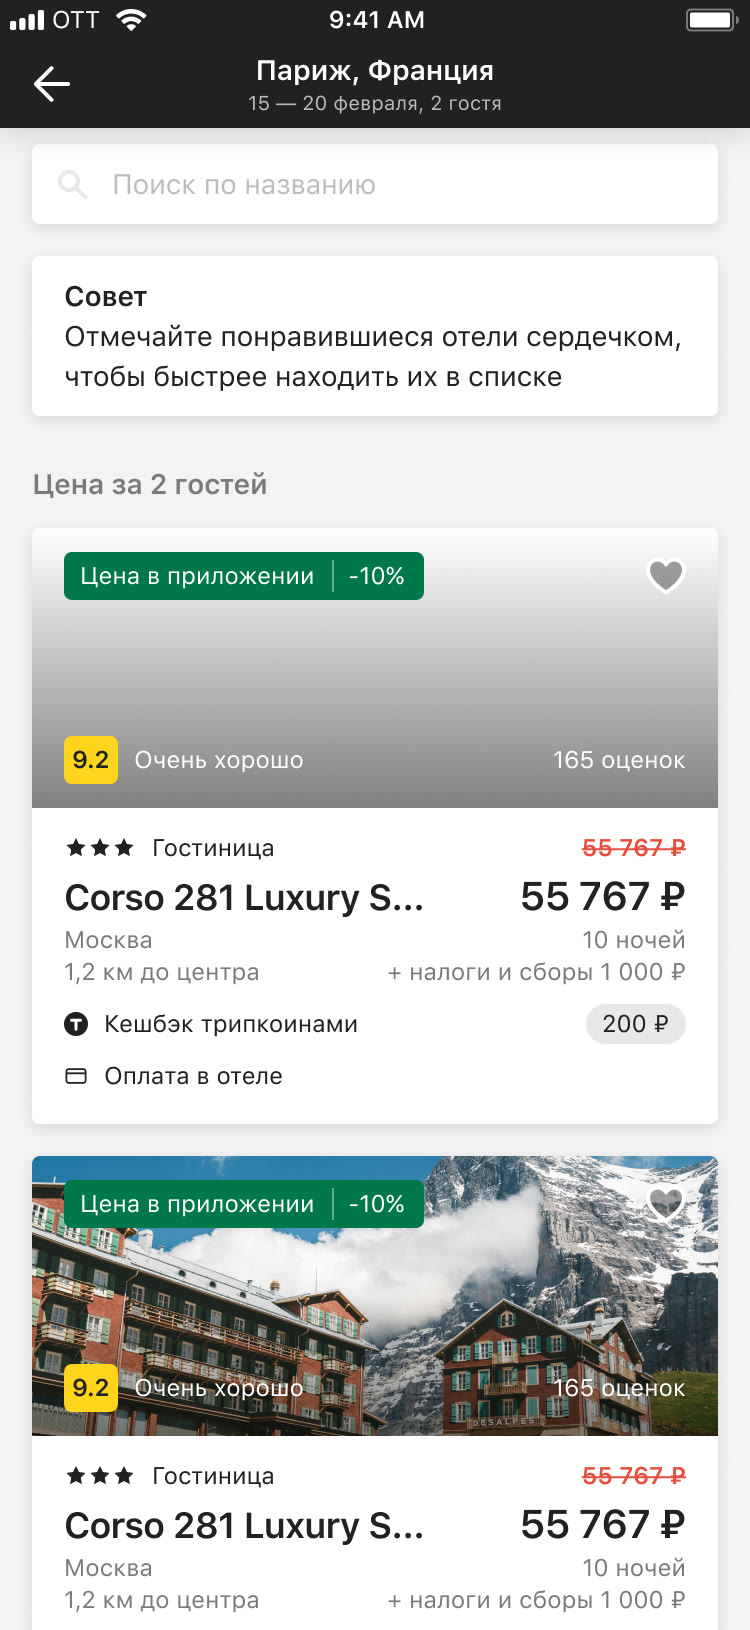 OTT 9:41 AM
Париж, Франция
15 — 20 февраля, 2 гостя
Поиск по названию
Совет
Отмечайте понравившиеся отели сердечком,
чтобы быстрее находить их в списке
Цена за 2 гостей
Цена в приложении -10%
9.2 Очень хорошо 165 оценок
Гостиница 55 767 ₽
Corso 281 Luxury S... 55 767 ₽
Москва 10 ночей
1,2 км до центра + налоги и сборы 1 000 ₽
Кешбэк трипкоинами 200 ₽
Оплата в отеле
Цена в приложении -10%
9.2 Очень хорошо 165 оценок
DESALPES
Гостиница 55 767 ₽
Corso 281 Luxury S... 55 767 ₽
Москва 10 ночей
1,2 км до центра + налоги и сборы 1 000 ₽